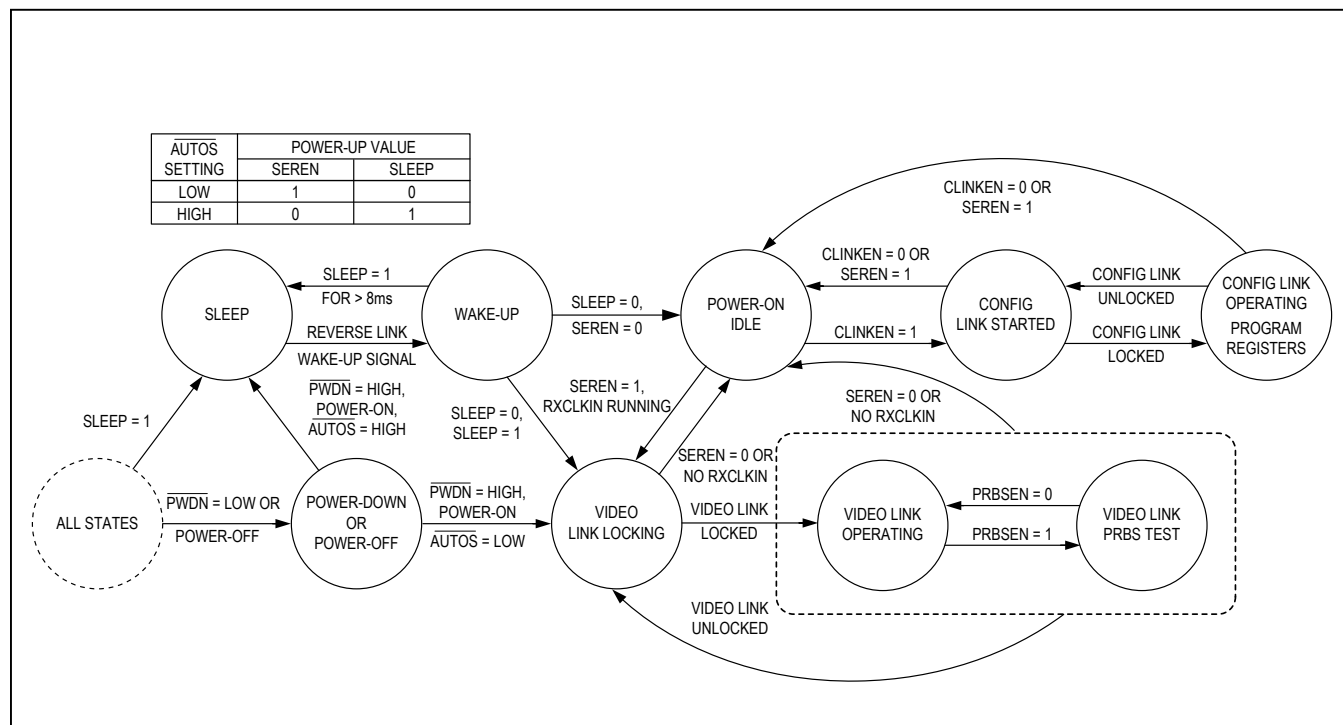 AUTOS
SETTING
POWER-UP VALUE
SEREN
SLEEP
LOW
1
0
HIGH
0
1
CLINKEN = 0 OR
SEREN = 1
SLEEP
SLEEP = 1
FOR > 8ms
REVERSE LINK
WAKE-UP SIGNAL
WAKE-UP
SLEEP = 0,
SEREN = 0
POWER-ON
IDLE
CLINKEN = 0 OR
SEREN = 1
CLINKEN = 1
CONFIG
LINK STARTED
CONFIG LINK
UNLOCKED
CONFIG LINK
LOCKED
CONFIG LINK
OPERATING
PROGRAM
REGISTERS
SLEEP = 1
PWDN = HIGH,
POWER-ON,
AUTOS = HIGH
SLEEP = 0,
SLEEP = 1
SEREN = 1,
RXCLKIN RUNNING
SEREN = 0 OR
NO RXCLKIN
SEREN = 0 OR
NO RXCLKIN
ALL STATES
PWDN = LOW OR
POWER-OFF
POWER-DOWN
OR
POWER-OFF
PWDN = HIGH,
POWER-ON
AUTOS = LOW
VIDEO
LINK LOCKING
VIDEO LINK
LOCKED
VIDEO LINK
OPERATING
PRBSEN = 0
PRBSEN = 1
VIDEO LINK
PRBS TEST
VIDEO LINK
UNLOCKED